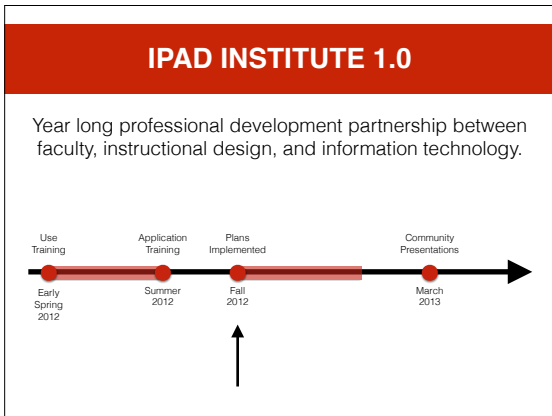 IPAD INSTITUTE 1.0
Year long professional development partnership between
faculty, instructional design, and information technology.
Use
Training
Application
Training
Plans
Implemented
Community
Presentations
Early
Spring
2012
Summer
2012
Fall
2012
March
2013